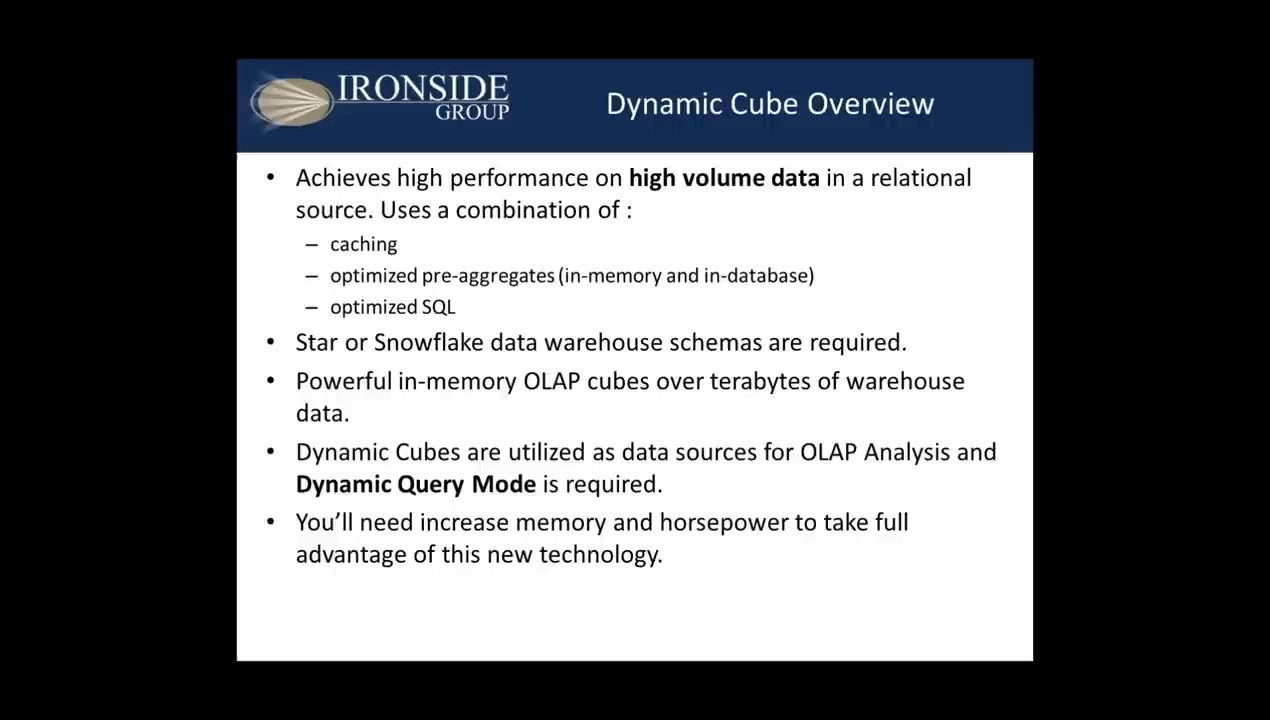 IRONSIDE
GROUP
Dynamic Cube Overview
• Achieves high performance on high volume data in a relational
source. Uses a combination of :
– caching
– optimized pre-aggregates (in-memory and in-database)
– optimized SQL
• Star or Snowflake data warehouse schemas are required.
• Powerful in-memory OLAP cubes over terabytes of warehouse
data.
• Dynamic Cubes are utilized as data sources for OLAP Analysis and
Dynamic Query Mode is required.
• You’ll need increase memory and horsepower to take full
advantage of this new technology.